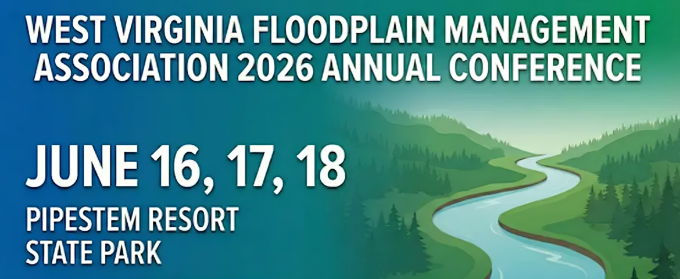 WEST VIRGINIA FLOODPLAIN MANAGEMENT
ASSOCIATION 2026 ANNUAL CONFERENCE
JUNE 16, 17, 18
PIPESTEM RESORT
STATE PARK